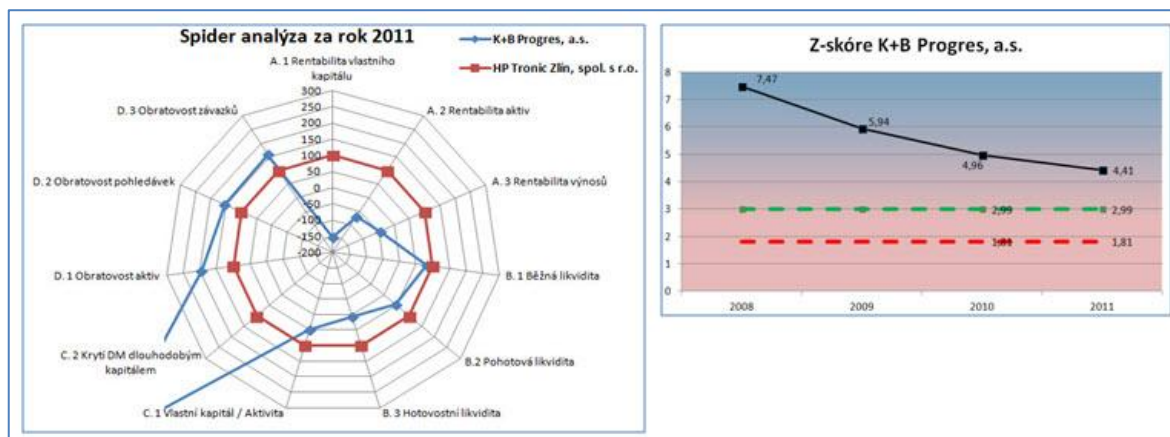 Spider analýza za rok 2011
K+B Progres, a.s.
HP Tronic Zlín, spol. s r.o.
A. 1 Rentabilita vlastního
kapitálu
A. 2 Rentabilita aktiv
A. 3 Rentabilita výnosů
B. 1 Běžná likvidita
B.2 Pohotová likvidita
B. 3 Hotovostní likvidita
C. 1 Vlastní kapitál / Aktivita
C. 2 Krytí DM dlouhodobým
kapitálem
D. 1 Obratovost aktiv
D. 2 Obratovost pohledávek
D. 3 Obratovost závazků
300
250
200
150
100
50
0
-50
-100
-150
-200
Z-skóre K+B Progres, a.s.
8
7
6
5
4
3
2
1
0
7,47
5,94
4,96
4,41
2,99
2,99
1,81
1,81
2008
2009
2010
2011